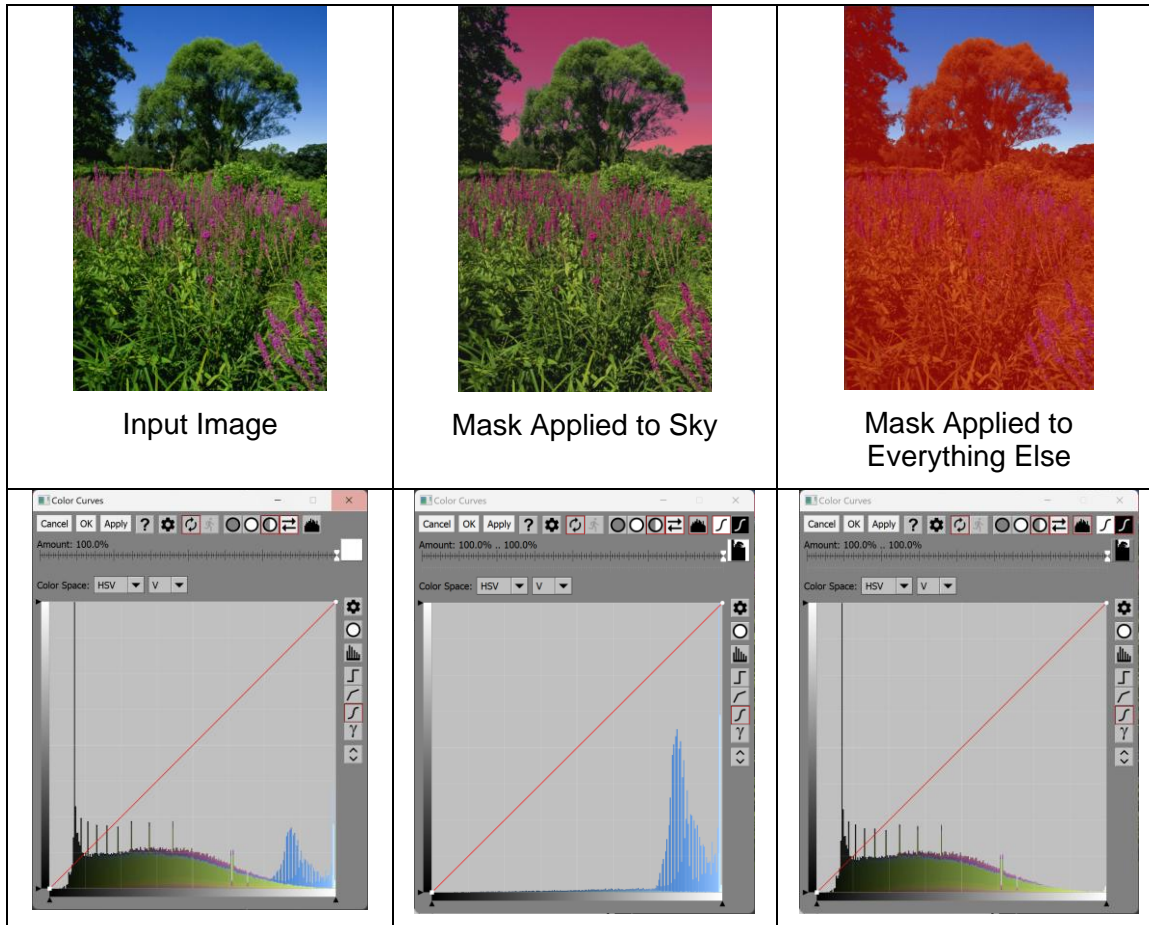 Input Image
Mask Applied to Sky
Mask Applied to
Everything Else
Color Curves
Cancel OK Apply ?
Amount: 100.0%
Color Space: HSV V
γ
Color Curves
Cancel OK Apply ?
Amount: 100.0% .. 100.0%
Color Space: HSV V
γ
Color Curves
Cancel OK Apply ?
Amount: 100.0% .. 100.0%
Color Space: HSV V
γ